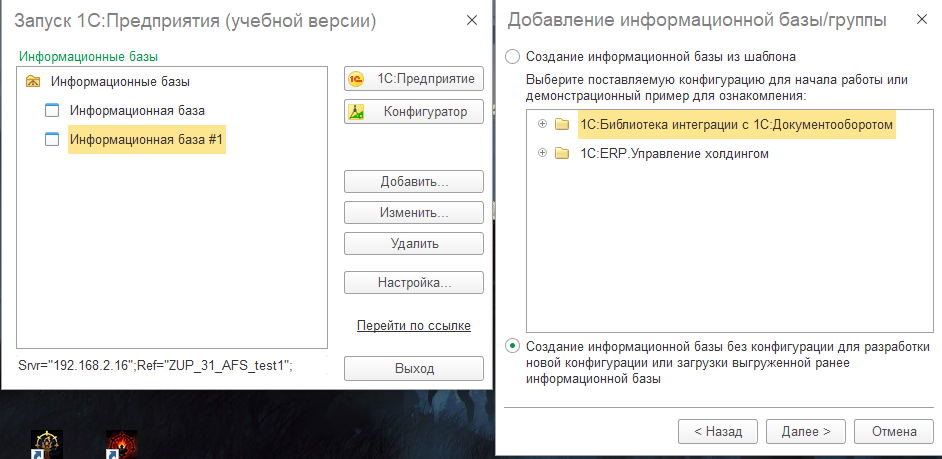 Запуск 1С:Предприятия (учебной версии)
Информационные базы
Информационные базы
Информационная база
Информационная база #1
1С:Предприятие
Конфигуратор
Добавить...
Изменить...
Удалить
Настройка...
Перейти по ссылке
Выход
Srvr="192.168.2.16";Ref="ZUP_31_AFS_test1";
Добавление информационной базы/группы
Создание информационной базы из шаблона
Выберите поставляемую конфигурацию для начала работы или
демонстрационный пример для ознакомления:
1С:Библиотека интеграции с 1С:Документооборотом
1С:ERP.Управление холдингом
Создание информационной базы без конфигурации для разработки
новой конфигурации или загрузки выгруженной ранее
информационной базы
< Назад
Далее >
Отмена